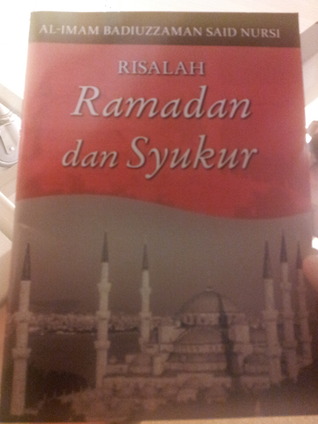 AL-IMAM BADIUZZAMAN SAID NURSI
RISALAH
Ramadan
dan Syukur